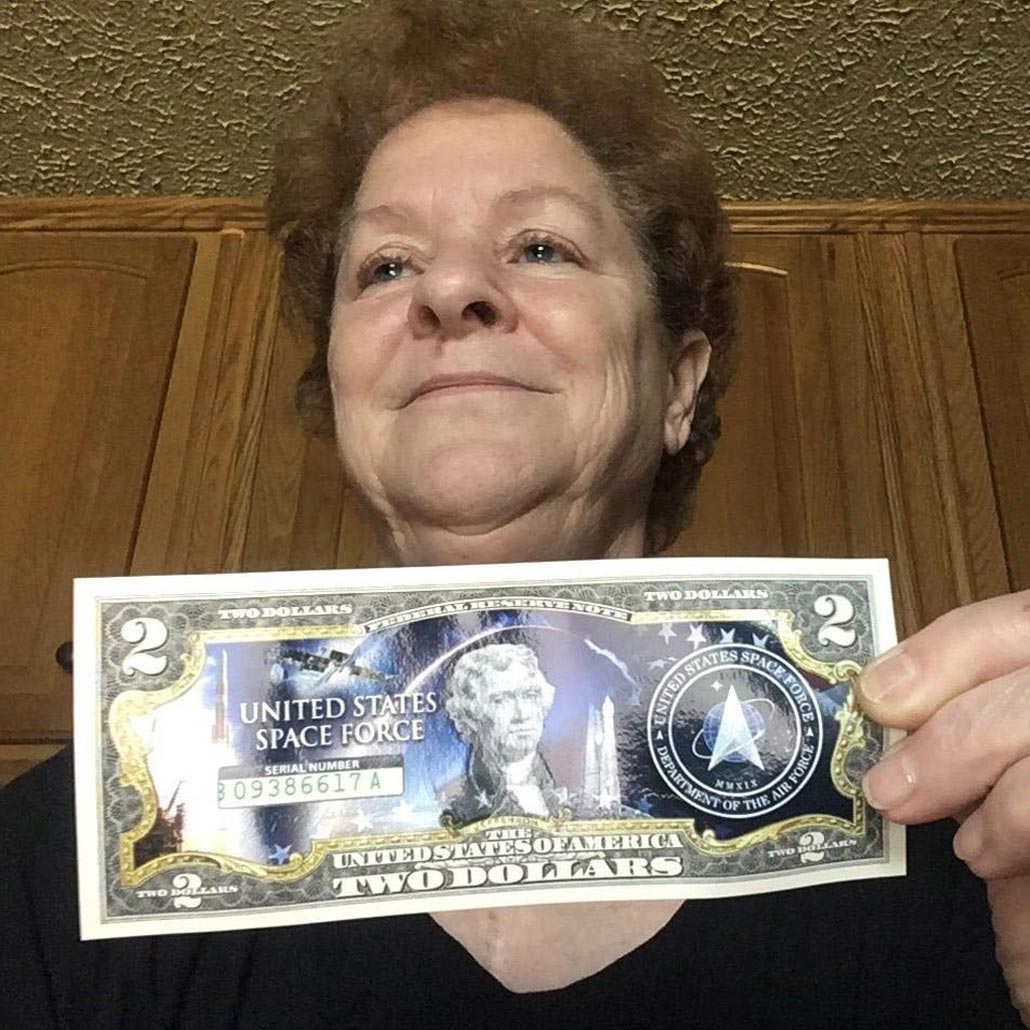 TWO DOLLARS
FEDERAL RESERVE NOTE
TWO DOLLARS
2
2
UNITED STATES
SPACE FORCE
SERIAL NUMBER
B 09386617 A
UNITED STATES SPACE FORCE
MMXIX
DEPARTMENT OF THE AIR FORCE
THE
UNITED STATES OF AMERICA
TWO DOLLARS
TWO DOLLARS
2
TWO DOLLARS
2